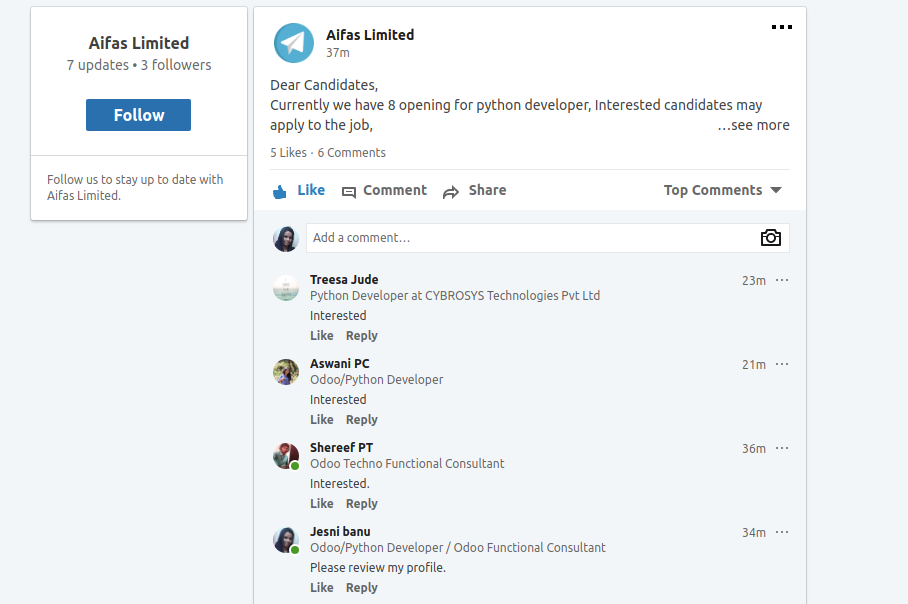 Aifas Limited
7 updates • 3 followers
Follow
Follow us to stay up to date with
Aifas Limited.
Aifas Limited
37m
Dear Candidates,
Currently we have 8 opening for python developer, Interested candidates may
apply to the job,
...see more
5 Likes · 6 Comments
Like Comment Share Top Comments
Add a comment...
Treesa Jude 23m
Python Developer at CYBROSYS Technologies Pvt Ltd
Interested
Like Reply
Aswani PC 21m
Odoo/Python Developer
Interested
Like Reply
Shereef PT 36m
Odoo Techno Functional Consultant
Interested.
Like Reply
Jesni banu 34m
Odoo/Python Developer / Odoo Functional Consultant
Please review my profile.
Like Reply